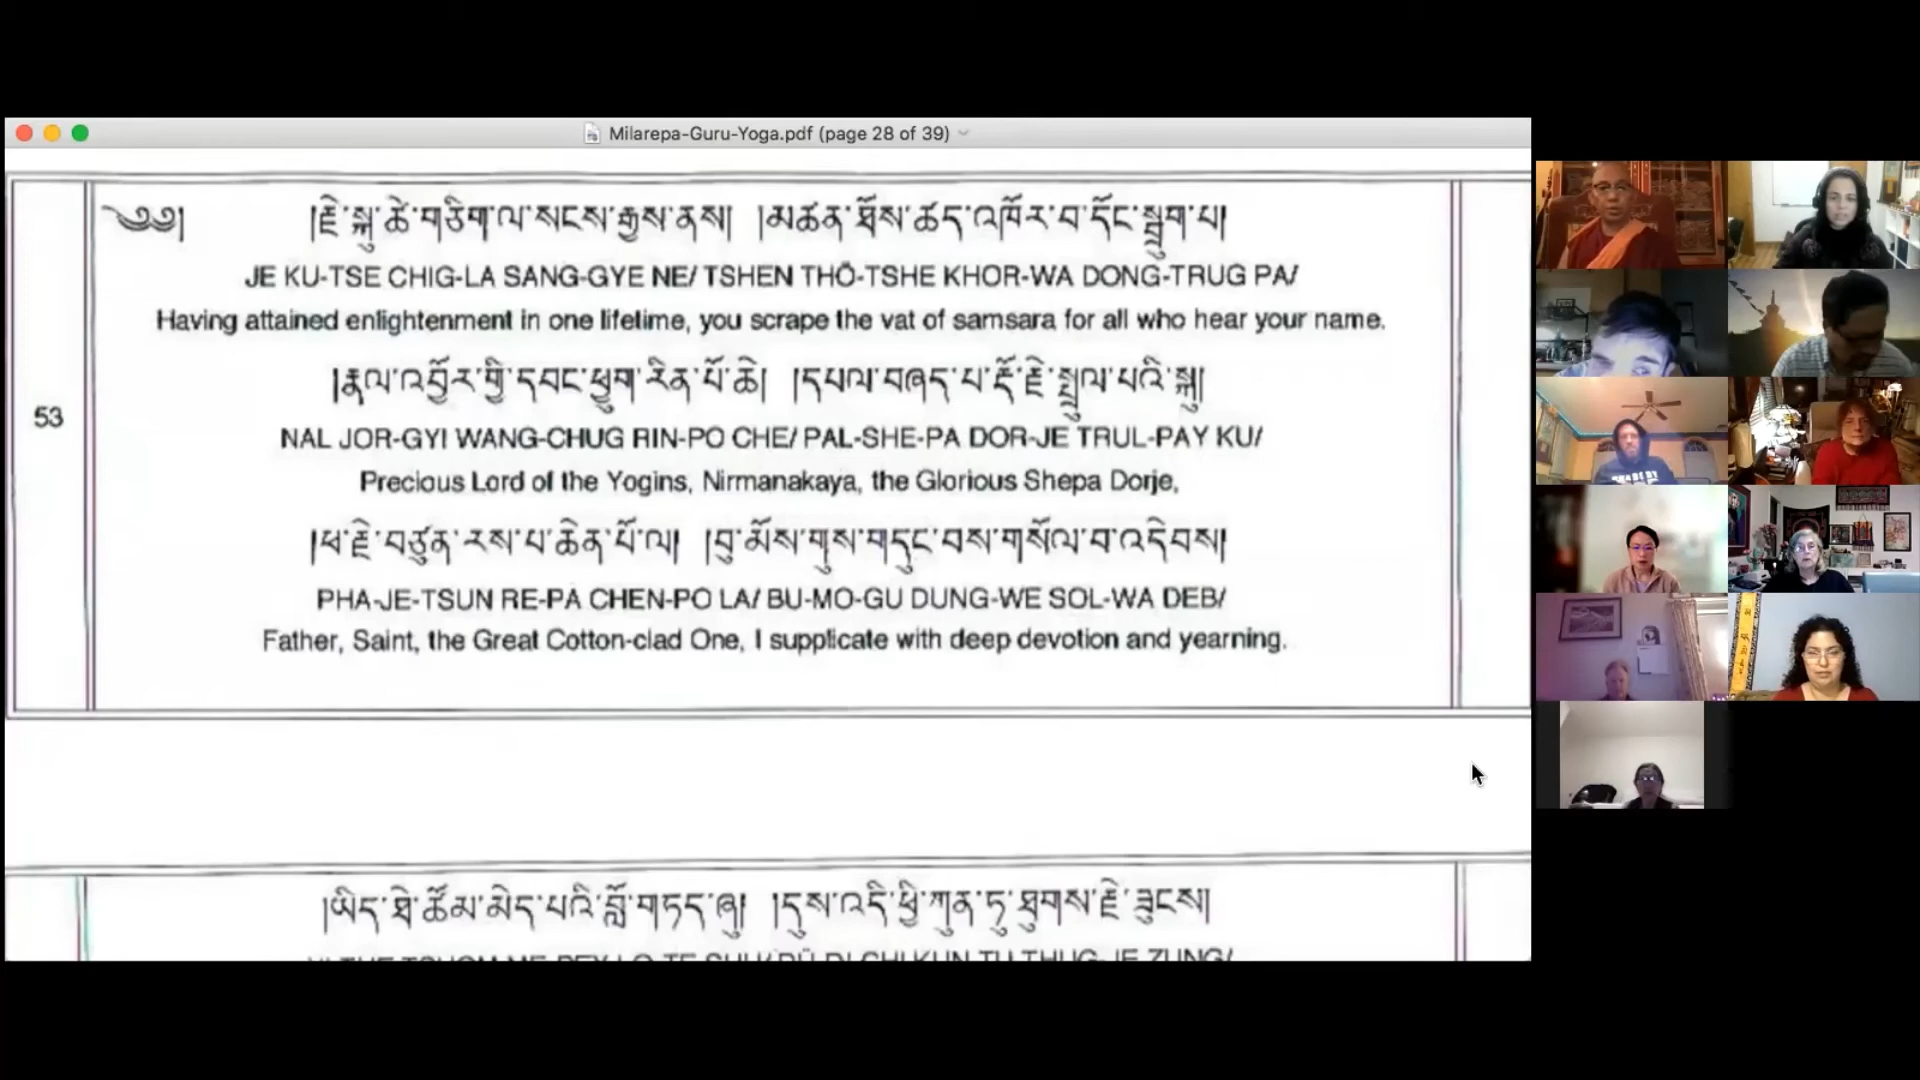 Milarepa-Guru-Yoga.pdf (page 28 of 39)
༄༅། །རྗེ་སྐུ་ཚེ་གཅིག་ལ་སངས་རྒྱས་ནས། །མཚན་ཐོས་ཚད་འཁོར་བ་དོང་སྤྲུག་པ།
JE KU-TSE CHIG-LA SANG-GYE NE/ TSHEN THÖ-TSHE KHOR-WA DONG-TRUG PA/
Having attained enlightenment in one lifetime, you scrape the vat of samsara for all who hear your name.
།རྣལ་འབྱོར་གྱི་དབང་ཕྱུག་རིན་པོ་ཆེ། །དཔལ་བཞད་པ་རྡོ་རྗེ་སྤྲུལ་པའི་སྐུ།
53
NAL JOR-GYI WANG-CHUG RIN-PO CHE/ PAL-SHE-PA DOR-JE TRUL-PAY KU/
Precious Lord of the Yogins, Nirmanakaya, the Glorious Shepa Dorje,
།ཕ་རྗེ་བཙུན་རས་པ་ཆེན་པོ་ལ། །བུ་མོས་གུས་གདུང་བས་གསོལ་བ་འདེབས།
PHA-JE-TSUN RE-PA CHEN-PO LA/ BU-MO-GU DUNG-WE SOL-WA DEB/
Father, Saint, the Great Cotton-clad One, I supplicate with deep devotion and yearning.
།ཡིད་ཐེ་ཚོམ་མེད་པའི་བློ་གཏད་ཞུ། །དུས་འདི་ཕྱི་ཀུན་ཏུ་ཐུགས་རྗེ་ཟུངས།